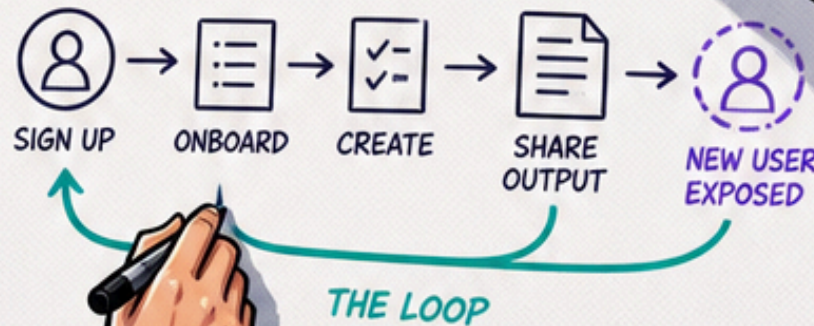 SIGN UP
ONBOARD
CREATE
SHARE
OUTPUT
NEW USER
EXPOSED
THE LOOP